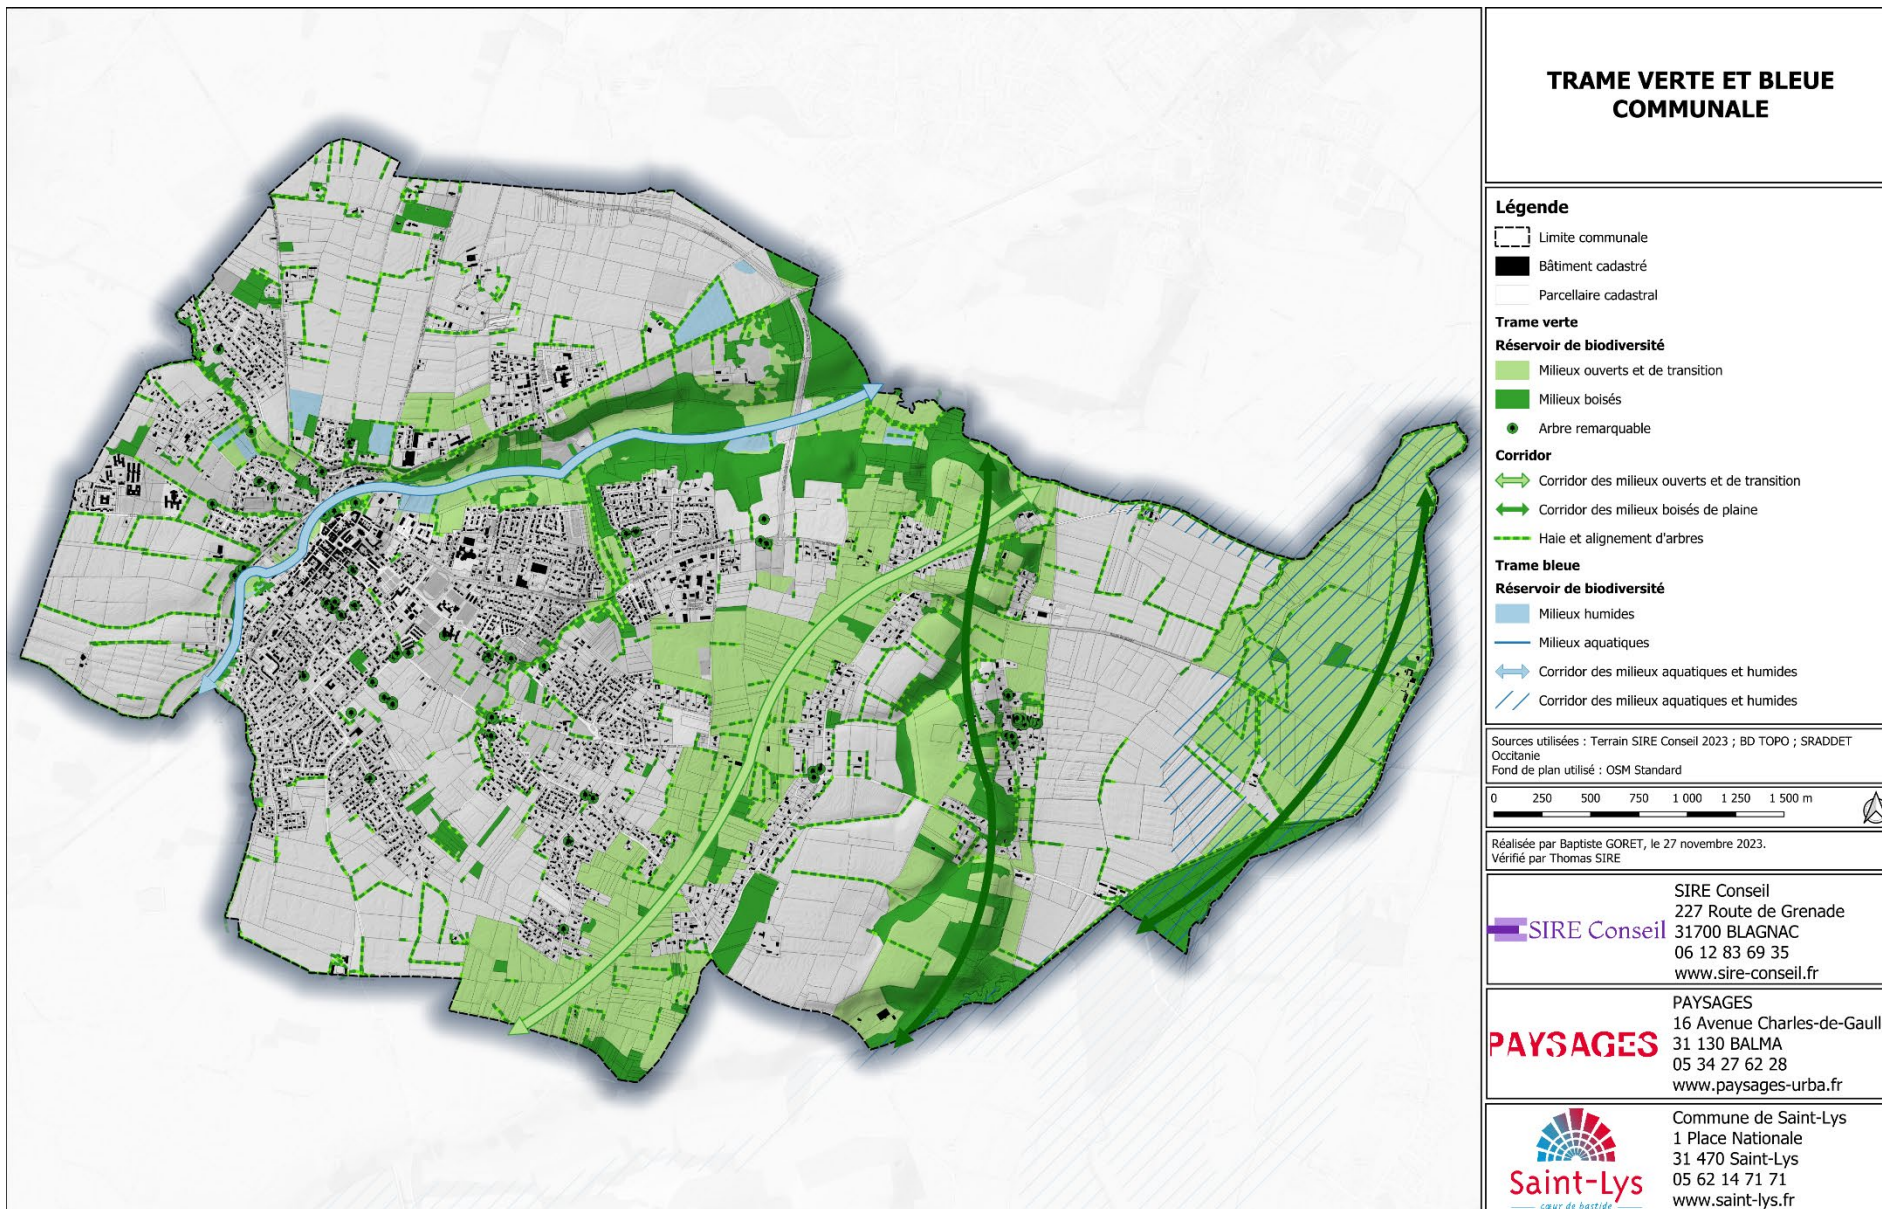 TRAME VERTE ET BLEUE
COMMUNALE
Légende
Limite communale
Bâtiment cadastré
Parcellaire cadastral
Trame verte
Réservoir de biodiversité
Milieux ouverts et de transition
Milieux boisés
Arbre remarquable
Corridor
Corridor des milieux ouverts et de transition
Corridor des milieux boisés de plaine
Haie et alignement d'arbres
Trame bleue
Réservoir de biodiversité
Milieux humides
Milieux aquatiques
Corridor des milieux aquatiques et humides
Corridor des milieux aquatiques et humides
Sources utilisées : Terrain SIRE Conseil 2023 ; BD TOPO ; SRADDET
Occitanie
Fond de plan utilisé : OSM Standard
0 250 500 750 1 000 1 250 1 500 m
Réalisée par Baptiste GORET, le 27 novembre 2023.
Vérifié par Thomas SIRE
SIRE Conseil
SIRE Conseil
227 Route de Grenade
31700 BLAGNAC
06 12 83 69 35
www.sire-conseil.fr
PAYSAGES
PAYSAGES
16 Avenue Charles-de-Gaull
31 130 BALMA
05 34 27 62 28
www.paysages-urba.fr
Saint-Lys
cœur de bastide
Commune de Saint-Lys
1 Place Nationale
31 470 Saint-Lys
05 62 14 71 71
www.saint-lys.fr